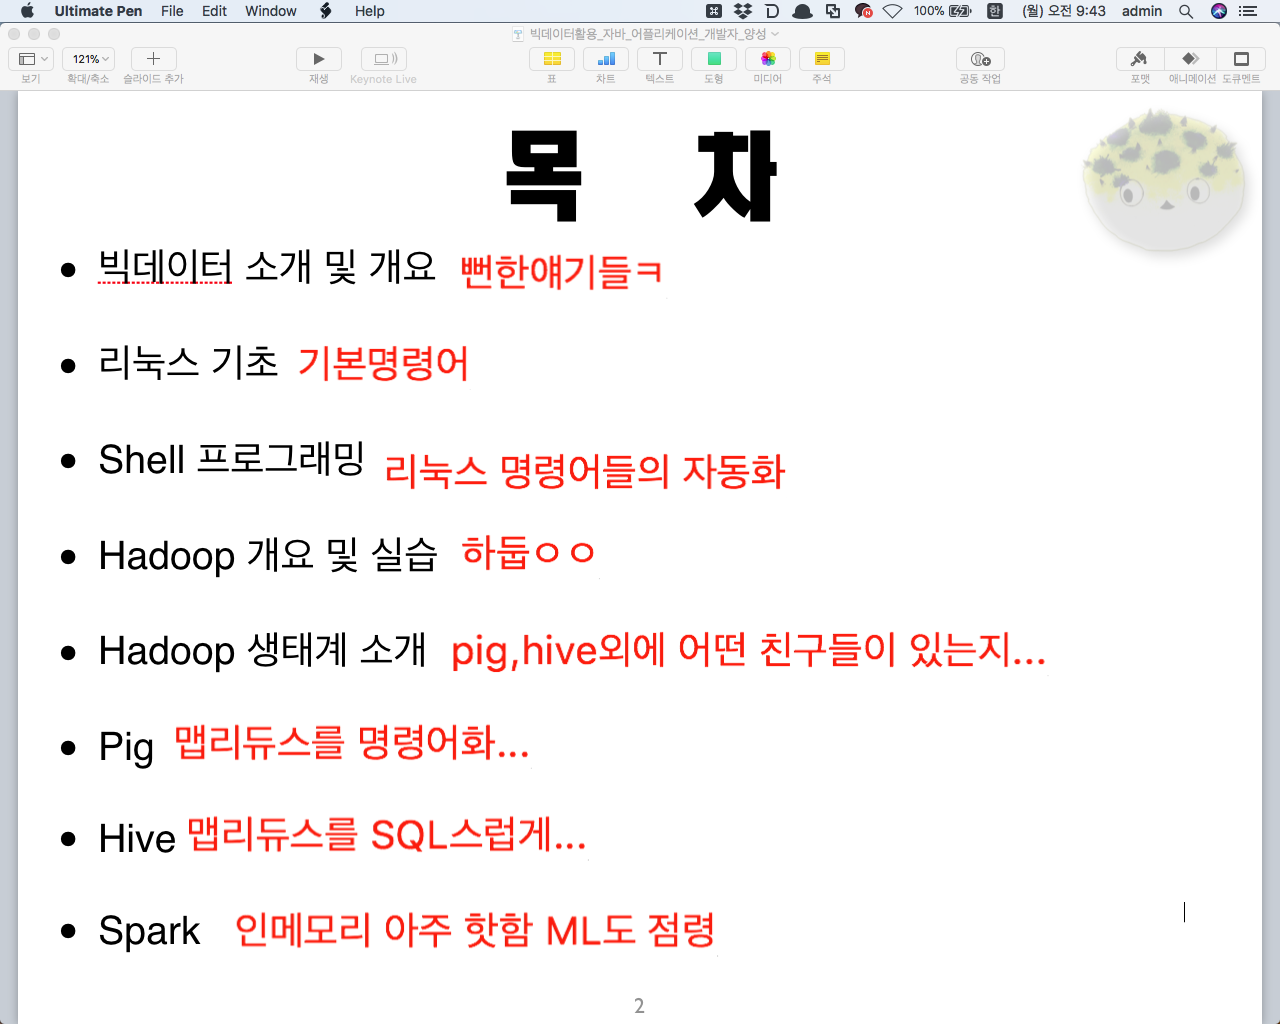 Ultimate Pen File Edit Window Help 100% 한 (월) 오전 9:43 admin
빅데이터활용_자바_어플리케이션_개발자_양성
121%
보기 확대/축소 슬라이드 추가 재생 Keynote Live 표 차트 텍스트 도형 미디어 주석 공동 작업 포맷 애니메이션 도큐멘트
목 차
• 빅데이터 소개 및 개요 뻔한얘기들ㅋ
• 리눅스 기초 기본명령어
• Shell 프로그래밍 리눅스 명령어들의 자동화
• Hadoop 개요 및 실습 하둡ㅇㅇ
• Hadoop 생태계 소개 pig,hive외에 어떤 친구들이 있는지...
• Pig 맵리듀스를 명령어화...
• Hive 맵리듀스를 SQL스럽게...
• Spark 인메모리 아주 핫함 ML도 점령
2